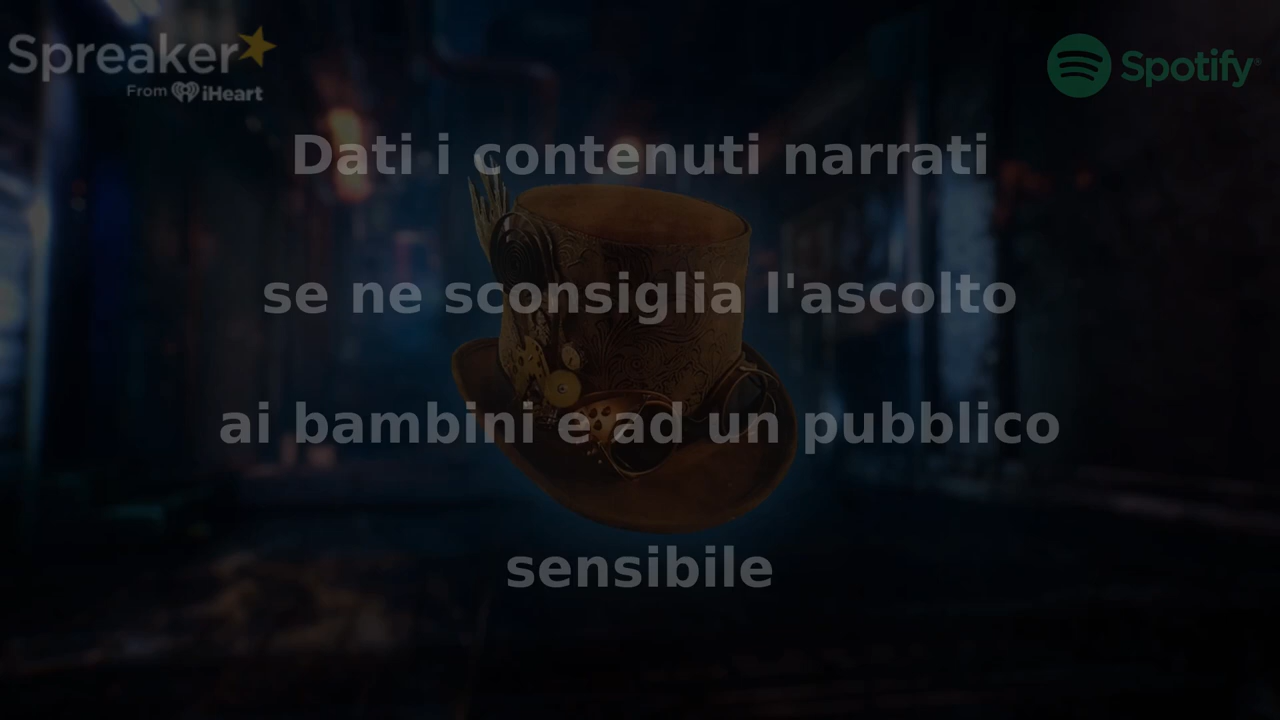 Spreaker
From iHeart
Spotify
Dati i contenuti narrati
se ne sconsiglia l'ascolto
ai bambini e ad un pubblico
sensibile